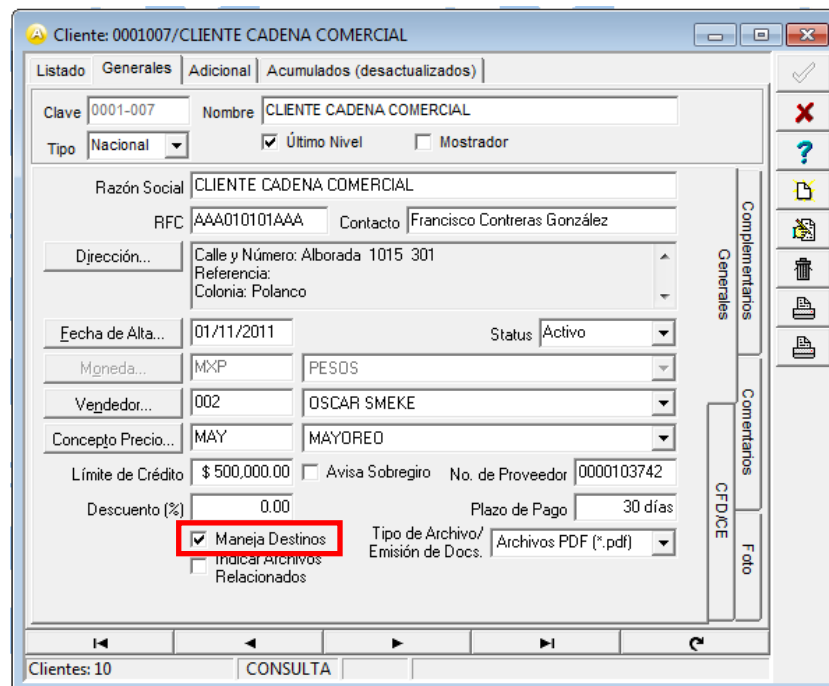 Cliente: 0001007/CLIENTE CADENA COMERCIAL
Listado Generales Adicional Acumulados (desactualizados)
Clave 0001-007 Nombre CLIENTE CADENA COMERCIAL
Tipo Nacional Último Nivel Mostrador
Razón Social CLIENTE CADENA COMERCIAL
RFC AAA010101AAA Contacto Francisco Contreras González
Dirección... Calle y Número: Alborada 1015 301
Referencia:
Colonia: Polanco
Fecha de Alta... 01/11/2011 Status Activo
Moneda... MXP PESOS
Vendedor... 002 OSCAR SMEKE
Concepto Precio... MAY MAYOREO
Límite de Crédito $ 500,000.00 Avisa Sobregiro No. de Proveedor 0000103742
Descuento (%) 0.00 Plazo de Pago 30 días
Maneja Destinos Tipo de Archivo/
Emisión de Docs. Archivos PDF (*.pdf)
Indicar Archivos
Relacionados
Generales
Complementarios
CFD/CE
Comentarios
Foto
Clientes: 10 CONSULTA